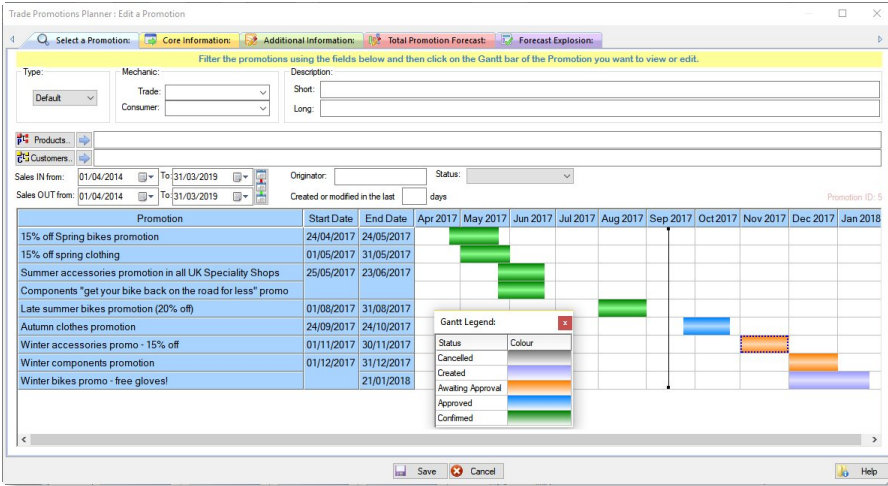 Trade Promotions Planner : Edit a Promotion
Select a Promotion: Core Information: Additional Information: Total Promotion Forecast: Forecast Explosion:
Filter the promotions using the fields below and then click on the Gantt bar of the Promotion you want to view or edit.
Type: Mechanic: Description:
Default Trade: Short:
Consumer: Long:
Products..
Customers..
Sales IN from: 01/04/2014 To: 31/03/2019 Originator: Status:
Sales OUT from: 01/04/2014 To: 31/03/2019 Created or modified in the last days Promotion ID: 5
Promotion Start Date End Date Apr 2017 May 2017 Jun 2017 Jul 2017 Aug 2017 Sep 2017 Oct 2017 Nov 2017 Dec 2017 Jan 2018
15% off Spring bikes promotion 24/04/2017 24/05/2017
15% off spring clothing 01/05/2017 31/05/2017
Summer accessories promotion in all UK Speciality Shops 25/05/2017 23/06/2017
Components "get your bike back on the road for less" promo
Late summer bikes promotion (20% off) 01/08/2017 31/08/2017
Autumn clothes promotion 24/09/2017 24/10/2017
Winter accessories promo - 15% off 01/11/2017 30/11/2017
Winter components promotion 01/12/2017 31/12/2017
Winter bikes promo - free gloves! 21/01/2018
Gantt Legend: x
Status Colour
Cancelled
Created
Awaiting Approval
Approved
Confirmed
Save Cancel Help